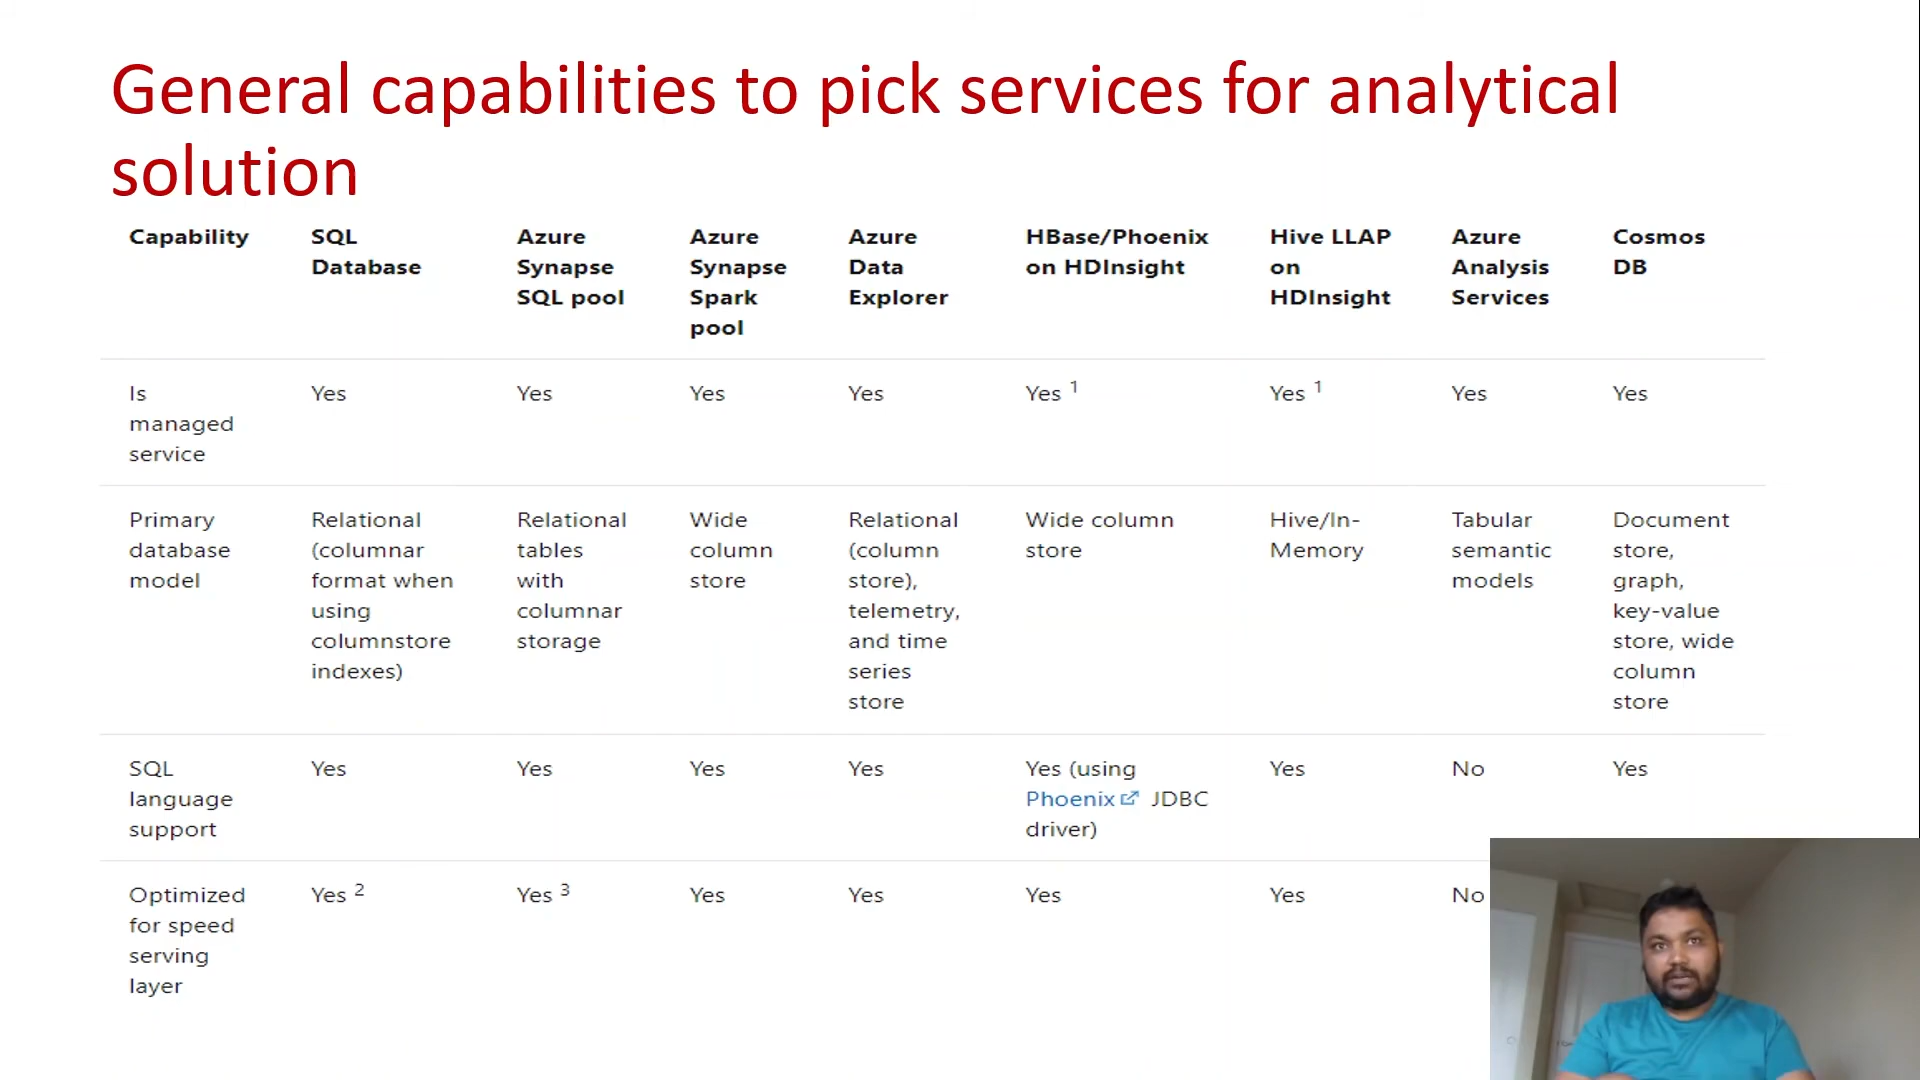 General capabilities to pick services for analytical
solution
Capability SQL Database Azure Synapse SQL pool Azure Synapse Spark pool Azure Data Explorer HBase/Phoenix on HDInsight Hive LLAP on HDInsight Azure Analysis Services Cosmos DB
Is managed service Yes Yes Yes Yes Yes 1 Yes 1 Yes Yes
Primary database model Relational (columnar format when using columnstore indexes) Relational tables with columnar storage Wide column store Relational (column store), telemetry, and time series store Wide column store Hive/In-Memory Tabular semantic models Document store, graph, key-value store, wide column store
SQL language support Yes Yes Yes Yes Yes (using Phoenix JDBC driver) Yes No Yes
Optimized for speed serving layer Yes 2 Yes 3 Yes Yes Yes Yes No